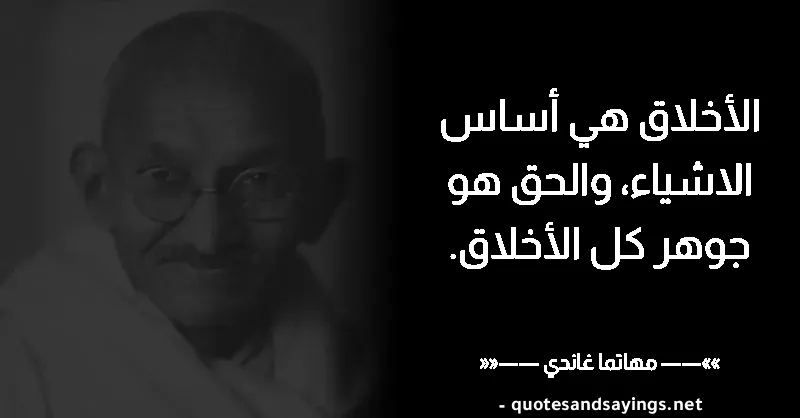 الأخلاق هي أساس
الاشياء، والحق هو
جوهر كل الأخلاق.
»»—— مهاتما غاندي ——««
- quotesandsayings.net